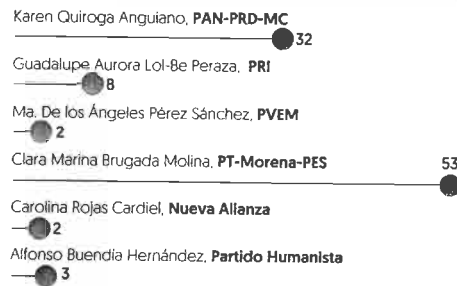 Karen Quiroga Anguiano, PAN-PRD-MC
32
Guadalupe Aurora Lol-Be Peraza, PRI
8
Ma. De los Ángeles Pérez Sánchez, PVEM
2
Clara Marina Brugada Molina, PT-Morena-PES
53
Carolina Rojas Cardiel, Nueva Alianza
2
Alfonso Buendía Hernández, Partido Humanista
3